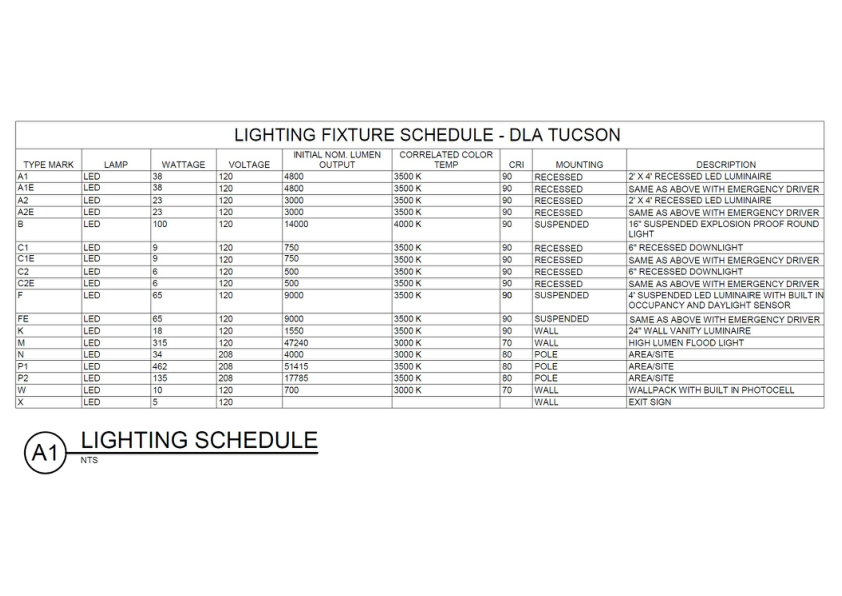 LIGHTING FIXTURE SCHEDULE - DLA TUCSON
TYPE MARK LAMP WATTAGE VOLTAGE INITIAL NOM. LUMEN OUTPUT CORRELATED COLOR TEMP CRI MOUNTING DESCRIPTION
A1 LED 38 120 4800 3500 K 90 RECESSED 2' X 4' RECESSED LED LUMINAIRE
A1E LED 38 120 4800 3500 K 90 RECESSED SAME AS ABOVE WITH EMERGENCY DRIVER
A2 LED 23 120 3000 3500 K 90 RECESSED 2' X 4' RECESSED LED LUMINAIRE
A2E LED 23 120 3000 3500 K 90 RECESSED SAME AS ABOVE WITH EMERGENCY DRIVER
B LED 100 120 14000 4000 K 90 SUSPENDED 16" SUSPENDED EXPLOSION PROOF ROUND
LIGHT
C1 LED 9 120 750 3500 K 90 RECESSED 6" RECESSED DOWNLIGHT
C1E LED 9 120 750 3500 K 90 RECESSED SAME AS ABOVE WITH EMERGENCY DRIVER
C2 LED 6 120 500 3500 K 90 RECESSED 6" RECESSED DOWNLIGHT
C2E LED 6 120 500 3500 K 90 RECESSED SAME AS ABOVE WITH EMERGENCY DRIVER
F LED 65 120 9000 3500 K 90 SUSPENDED 4' SUSPENDED LED LUMINAIRE WITH BUILT IN
OCCUPANCY AND DAYLIGHT SENSOR
FE LED 65 120 9000 3500 K 90 SUSPENDED SAME AS ABOVE WITH EMERGENCY DRIVER
K LED 18 120 1550 3500 K 90 WALL 24" WALL VANITY LUMINAIRE
M LED 315 120 47240 3000 K 70 WALL HIGH LUMEN FLOOD LIGHT
N LED 34 208 4000 3000 K 80 POLE AREA/SITE
P1 LED 462 208 51415 3500 K 80 POLE AREA/SITE
P2 LED 135 208 17785 3500 K 80 POLE AREA/SITE
W LED 10 120 700 3000 K 70 WALL WALLPACK WITH BUILT IN PHOTOCELL
X LED 5 120 WALL EXIT SIGN
A1 LIGHTING SCHEDULE
NTS